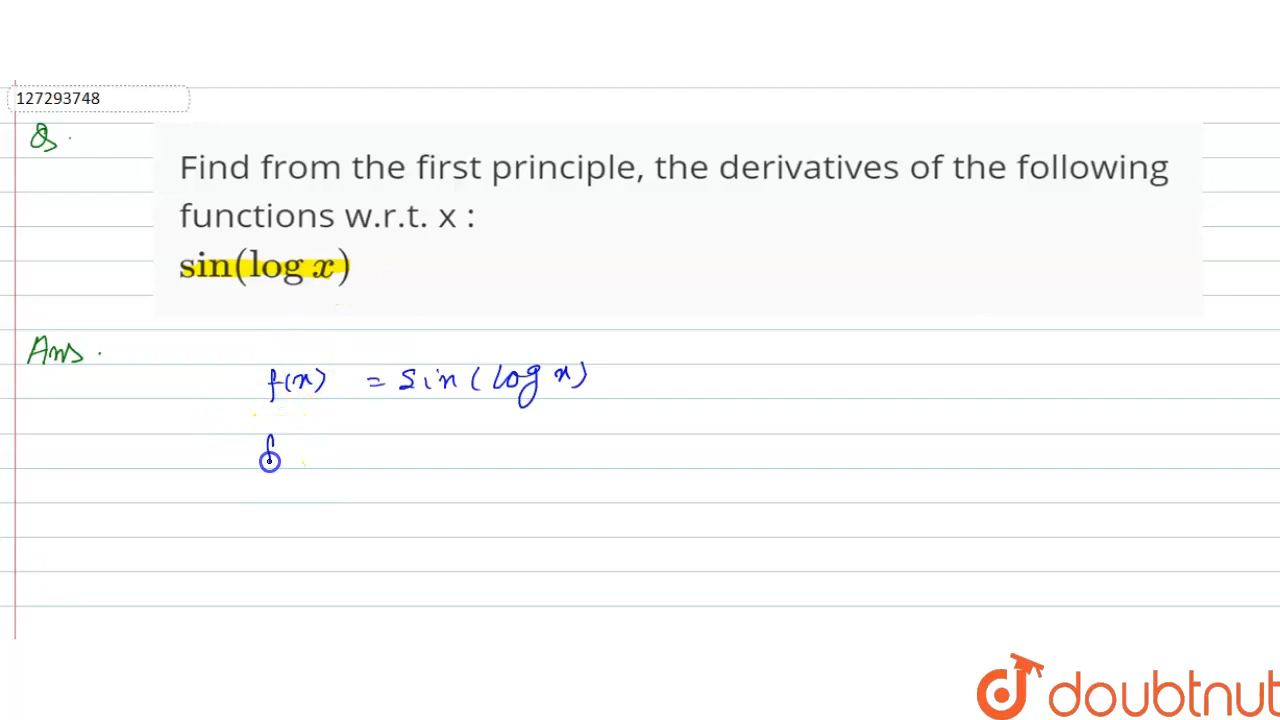 127293748
Q.
Find from the first principle, the derivatives of the following
functions w.r.t. x :
sin(log x)
Ans.
f(x) = sin(log x)
f
doubtnut